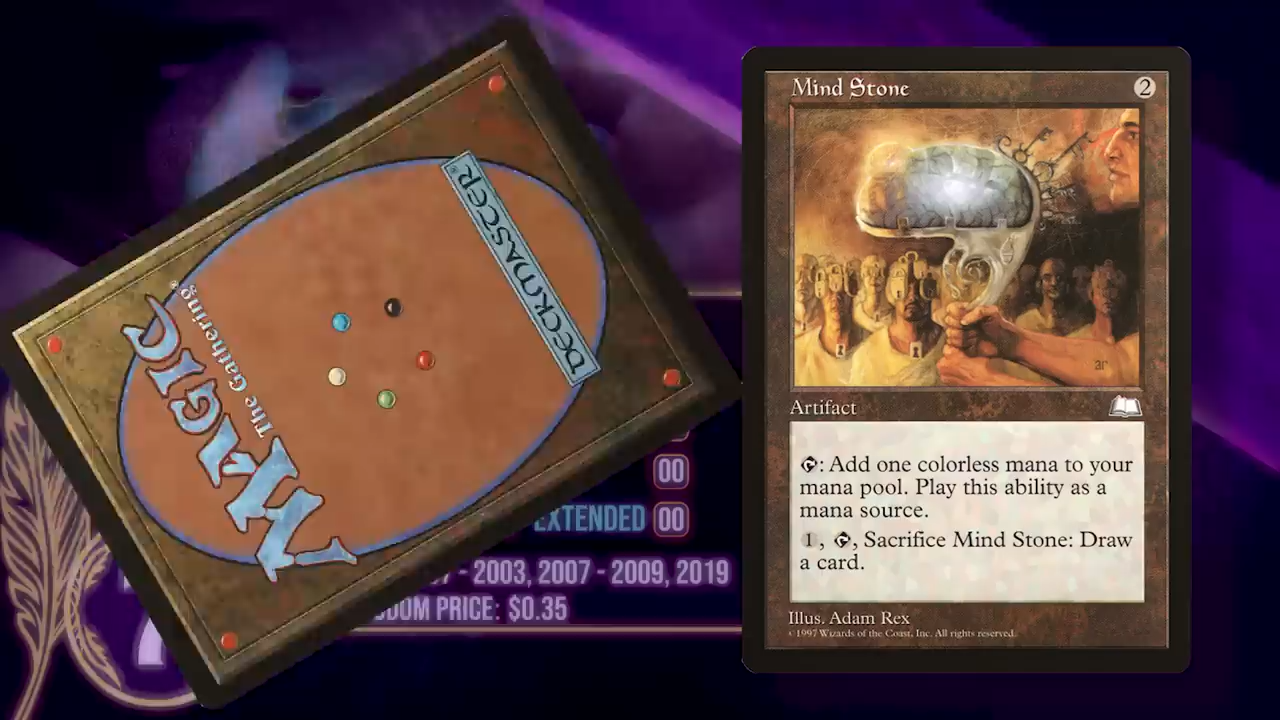 DECKMASTER
MAGIC
The Gathering®
00
EXTENDED 00
7 - 2003, 2007 - 2009, 2019
DOM PRICE: $0.35
Mind Stone 2
Artifact
: Add one colorless mana to your
mana pool. Play this ability as a
mana source.
1, , Sacrifice Mind Stone: Draw
a card.
Illus. Adam Rex
©1997 Wizards of the Coast, Inc. All rights reserved.